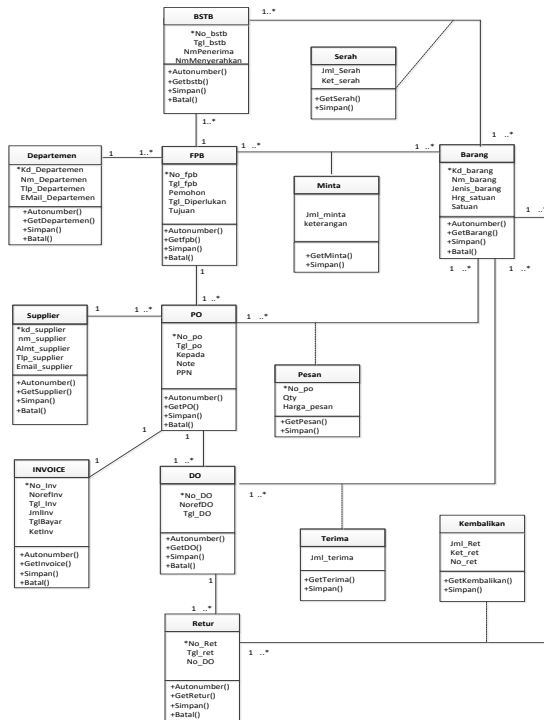 BSTB
*No_bstb
Tgl_bstb
NmPenerima
NmMenyerahkan
+Autonumber()
+Getbstb()
+Simpan()
+Batal()
1..*
Serah
Jml_Serah
Ket_serah
+GetSerah()
+Simpan()
1..*
1
1..*
Departemen
*Kd_Departemen
Nm_Departemen
Tlp_Departemen
EMail_Departemen
+Autonumber()
+GetDepartemen()
+Simpan()
+Batal()
1
1..*
FPB
*No_fpb
Tgl_fpb
Pemohon
Tgl_Diperlukan
Tujuan
+Autonumber()
+Getfpb()
+Simpan()
+Batal()
1 ..*
1 ..*
Minta
Jml_minta
keterangan
+GetMinta()
+Simpan()
Barang
*Kd_barang
Nm_barang
Jenis_barang
Hrg_satuan
Satuan
+Autonumber()
+GetBarang()
+Simpan()
+Batal()
1 ..*
1 ..*
1 ..*
1
1 ..*
Supplier
*kd_supplier
nm_supplier
Almt_supplier
Tlp_supplier
Email_supplier
+Autonumber()
+GetSupplier()
+Simpan()
+Batal()
1
1 ..*
PO
*No_po
Tgl_po
Kepada
Note
PPN
+Autonumber()
+GetPO()
+Simpan()
+Batal()
1 ..*
Pesan
*No_po
Qty
Harga_pesan
+GetPesan()
+Simpan()
1
1
1
1 ..*
INVOICE
*No_Inv
NorefInv
Tgl_Inv
JmlInv
TglBayar
KetInv
+Autonumber()
+GetInvoice()
+Simpan()
+Batal()
DO
*No_DO
NorefDO
Tgl_DO
+Autonumber()
+GetDO()
+Simpan()
+Batal()
1 ..*
Terima
Jml_terima
+GetTerima()
+Simpan()
Kembalikan
Jml_Ret
Ket_ret
No_ret
+GetKembalikan()
+Simpan()
1
1 ..*
Retur
*No_Ret
Tgl_ret
No_DO
+Autonumber()
+GetRetur()
+Simpan()
+Batal()
1 ..*